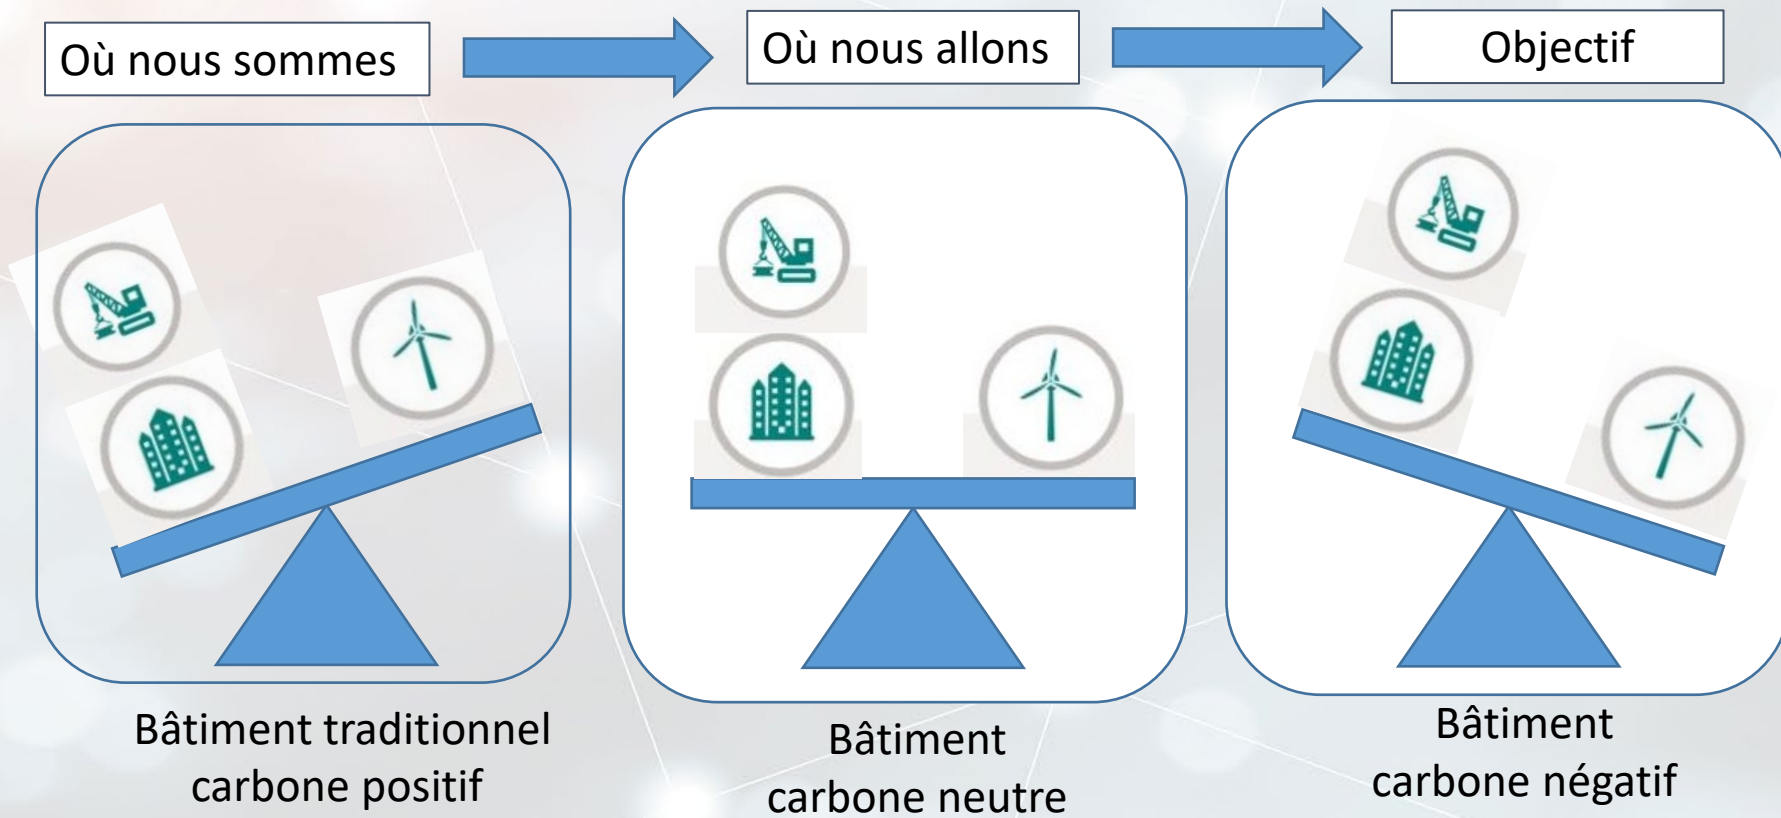 Où nous sommes
Où nous allons
Objectif
Bâtiment traditionnel
carbone positif
Bâtiment
carbone neutre
Bâtiment
carbone négatif